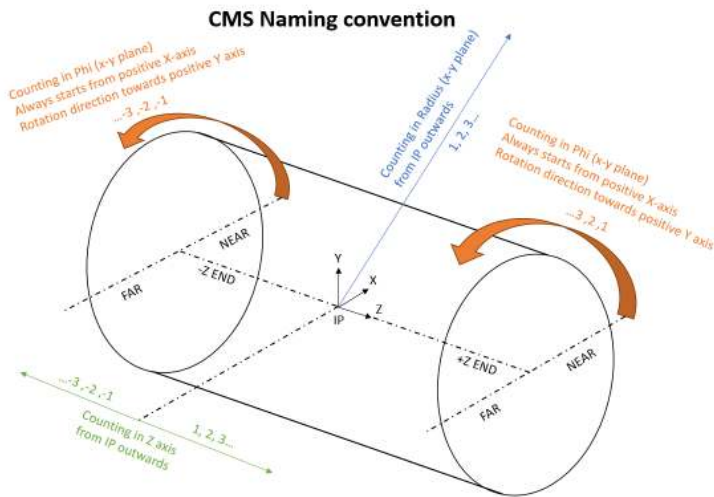 CMS Naming convention
Counting in Phi (x-y plane)
Always starts from positive X-axis
Rotation direction towards positive Y axis
...-3 ,-2 ,-1
Counting in Radius (x-y plane)
from IP outwards
1, 2, 3...
Counting in Phi (x-y plane)
Always starts from positive X-axis
Rotation direction towards positive Y axis
...3 ,2 ,1
NEAR
-Z END
FAR
Y
X
Z
IP
+Z END
NEAR
FAR
...-3 ,-2 ,-1
Counting in Z axis
from IP outwards
1, 2, 3...